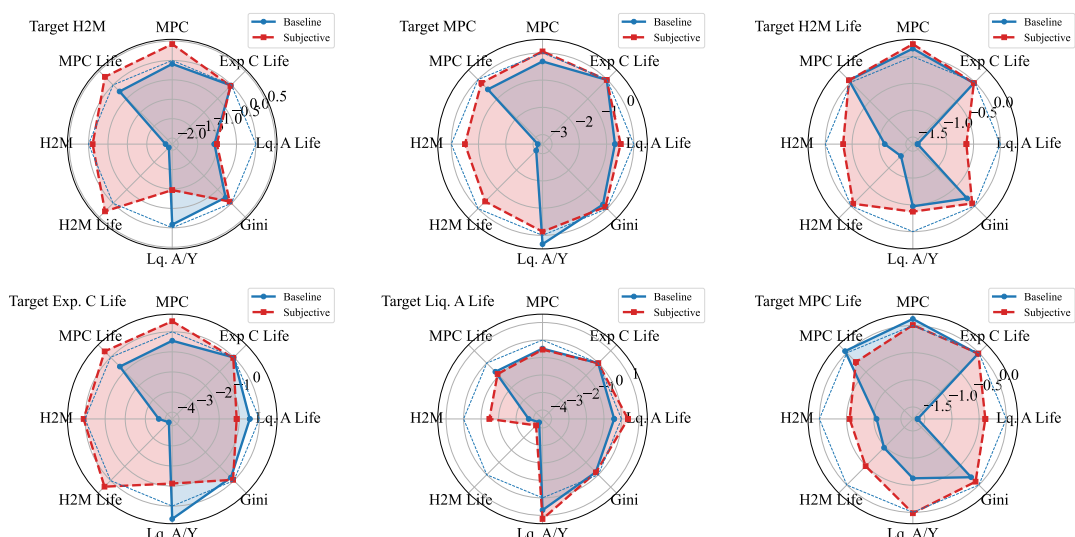 Target H2M
MPC
Baseline
Subjective
MPC Life
Exp C Life
H2M
−2.0
−1.5
−1.0
−0.5
0.0
0.5
Lq. A Life
H2M Life
Gini
Lq. A/Y
Target MPC
MPC
Baseline
Subjective
MPC Life
Exp C Life
H2M
−3
−2
−1
0
Lq. A Life
H2M Life
Gini
Lq. A/Y
Target H2M Life
MPC
Baseline
Subjective
MPC Life
Exp C Life
H2M
−1.5
−1.0
−0.5
0.0
Lq. A Life
H2M Life
Gini
Lq. A/Y
Target Exp. C Life
MPC
Baseline
Subjective
MPC Life
Exp C Life
H2M
−4
−3
−2
−1
0
Lq. A Life
H2M Life
Gini
Lq. A/Y
Target Liq. A Life
MPC
Baseline
Subjective
MPC Life
Exp C Life
H2M
−4
−3
−2
−1
0
1
Lq. A Life
H2M Life
Gini
Lq. A/Y
Target MPC Life
MPC
Baseline
Subjective
MPC Life
Exp C Life
H2M
−1.5
−1.0
−0.5
0.0
Lq. A Life
H2M Life
Gini
Lq. A/Y